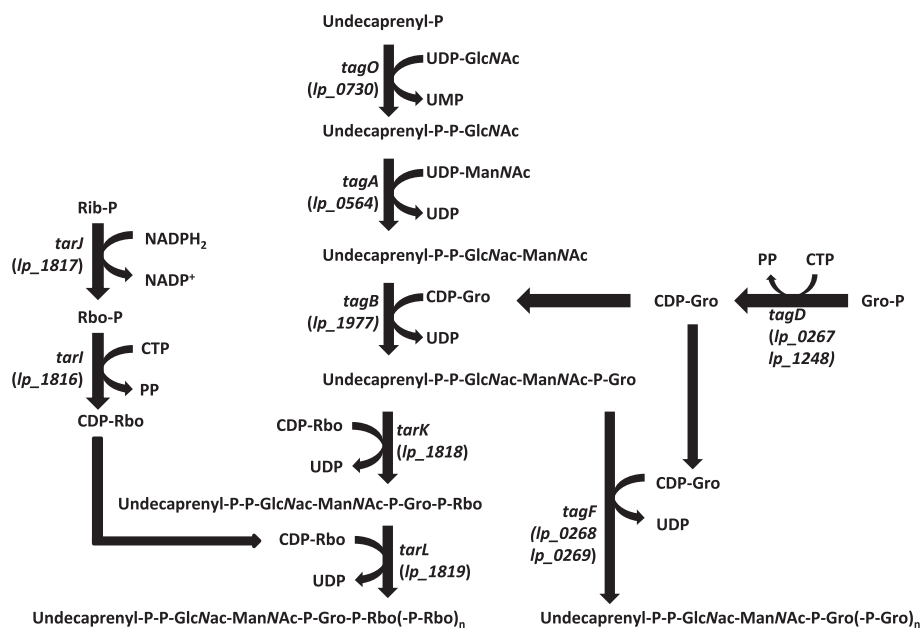 Undecaprenyl-P
tagO
(lp_0730)
UDP-GlcNAc
UMP
Undecaprenyl-P-P-GlcNAc
tagA
(lp_0564)
UDP-ManNAc
UDP
Undecaprenyl-P-P-GlcNac-ManNAc
tagB
(lp_1977)
CDP-Gro
UDP
Undecaprenyl-P-P-GlcNac-ManNAc-P-Gro
Rib-P
tarJ
(lp_1817)
NADPH2
NADP+
Rbo-P
tarI
(lp_1816)
CTP
PP
CDP-Rbo
CDP-Gro
PP
CTP
Gro-P
tagD
(lp_0267
lp_1248)
CDP-Rbo
UDP
tarK
(lp_1818)
Undecaprenyl-P-P-GlcNac-ManNAc-P-Gro-P-Rbo
CDP-Rbo
UDP
tarL
(lp_1819)
Undecaprenyl-P-P-GlcNac-ManNAc-P-Gro-P-Rbo(-P-Rbo)n
tagF
(lp_0268
lp_0269)
CDP-Gro
UDP
Undecaprenyl-P-P-GlcNac-ManNAc-P-Gro(-P-Gro)n